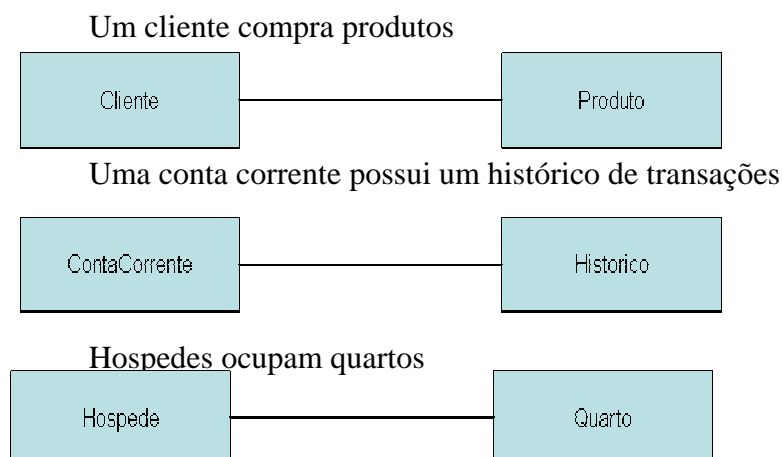 Um cliente compra produtos
Cliente Produto
Uma conta corrente possui um histórico de transações
ContaCorrente Historico
Hospedes ocupam quartos
Hospede Quarto